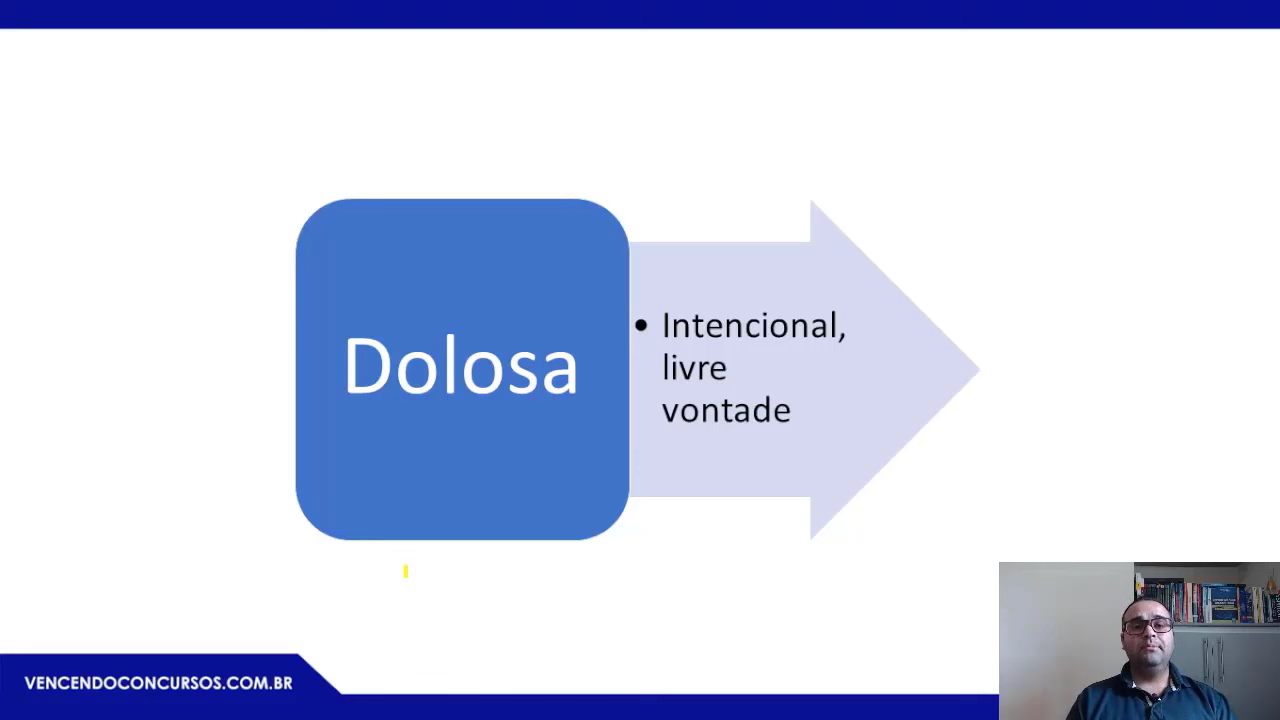 Dolosa
• Intencional,
livre
vontade
VENCENDOCONCURSOS.COM.BR